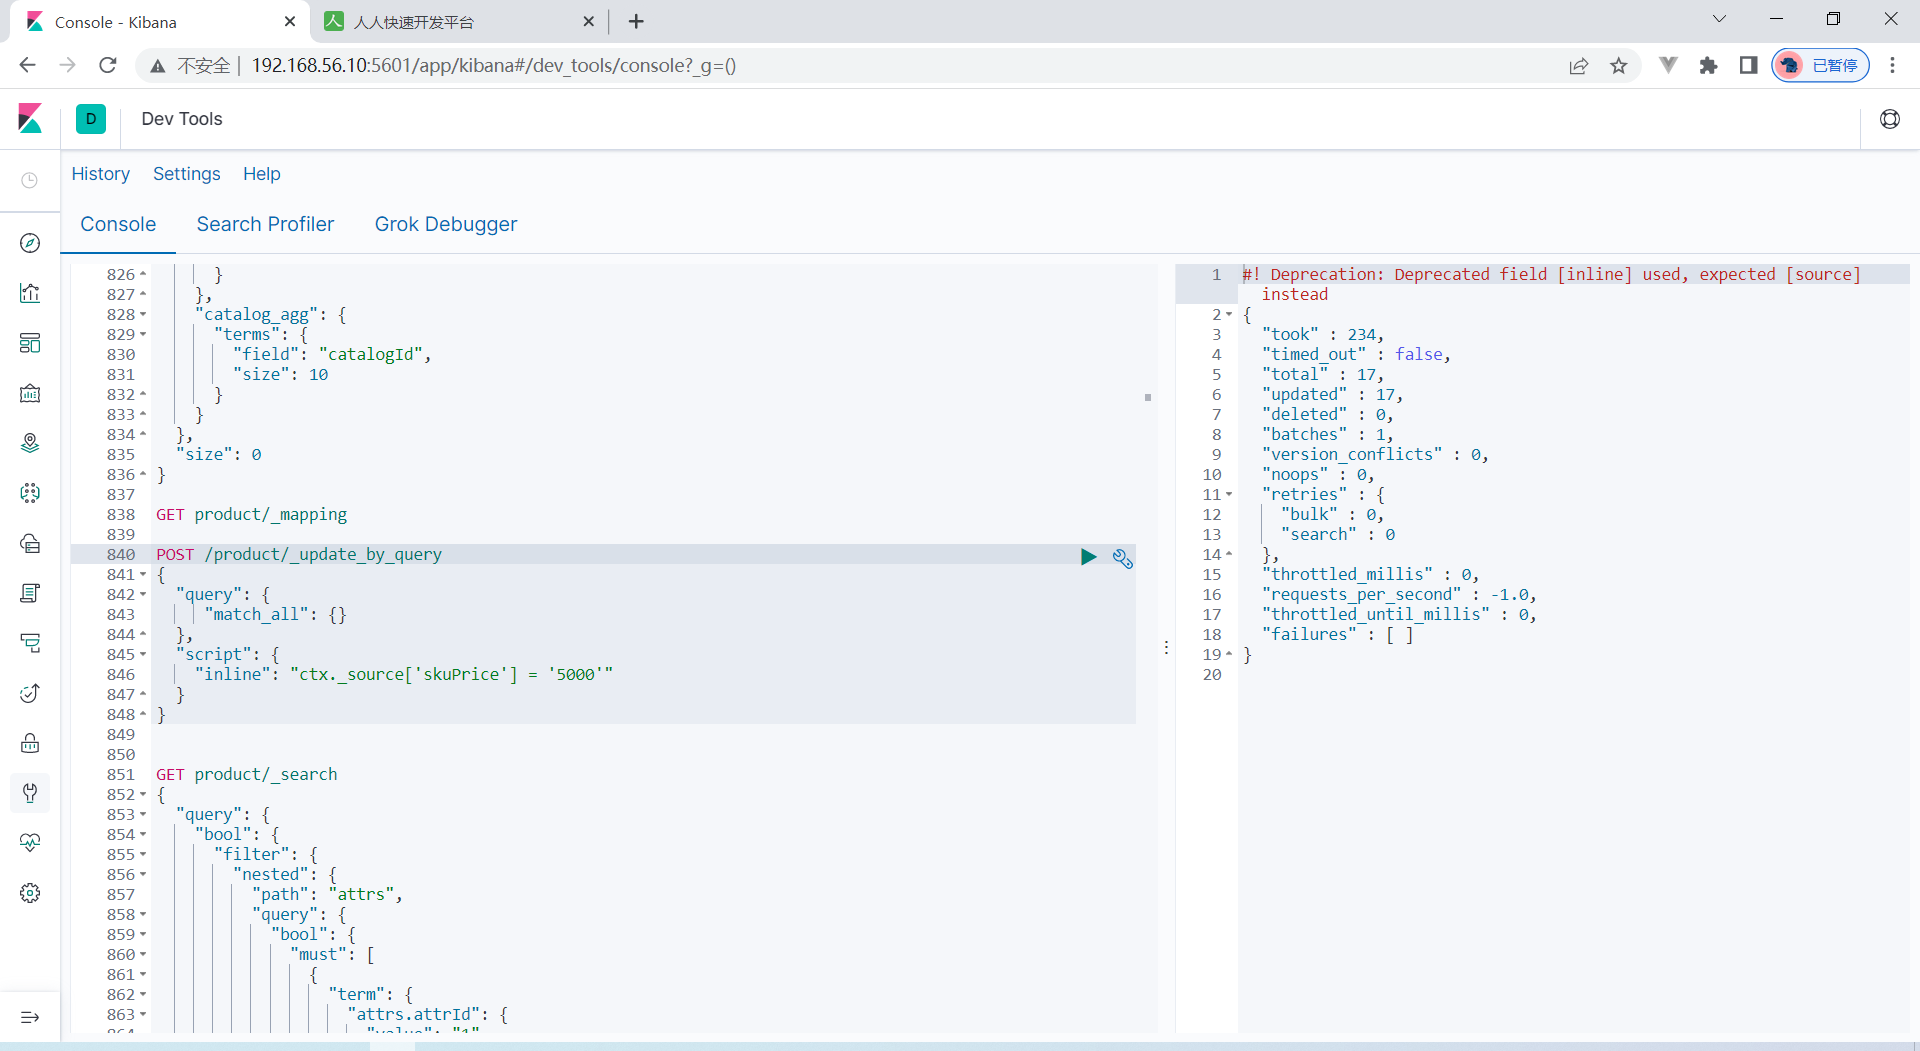 Console - Kibana
人人快速开发平台
不安全 192.168.56.10:5601/app/kibana#/dev_tools/console?_g=()
已暂停
D
Dev Tools
History Settings Help
Console Search Profiler Grok Debugger
826 }
827 },
828 "catalog_agg": {
829 "terms": {
830 "field": "catalogId",
831 "size": 10
832 }
833 }
834 },
835 "size": 0
836 }
837
838 GET product/_mapping
839
840 POST /product/_update_by_query
841 {
842 "query": {
843 "match_all": {}
844 },
845 "script": {
846 "inline": "ctx._source['skuPrice'] = '5000'"
847 }
848 }
849
850
851 GET product/_search
852 {
853 "query": {
854 "bool": {
855 "filter": {
856 "nested": {
857 "path": "attrs",
858 "query": {
859 "bool": {
860 "must": [
861 {
862 "term": {
863 "attrs.attrId": {
864 "value": "1"
1 #! Deprecation: Deprecated field [inline] used, expected [source]
instead
2 {
3 "took" : 234,
4 "timed_out" : false,
5 "total" : 17,
6 "updated" : 17,
7 "deleted" : 0,
8 "batches" : 1,
9 "version_conflicts" : 0,
10 "noops" : 0,
11 "retries" : {
12 "bulk" : 0,
13 "search" : 0
14 },
15 "throttled_millis" : 0,
16 "requests_per_second" : -1.0,
17 "throttled_until_millis" : 0,
18 "failures" : [ ]
19 }
20